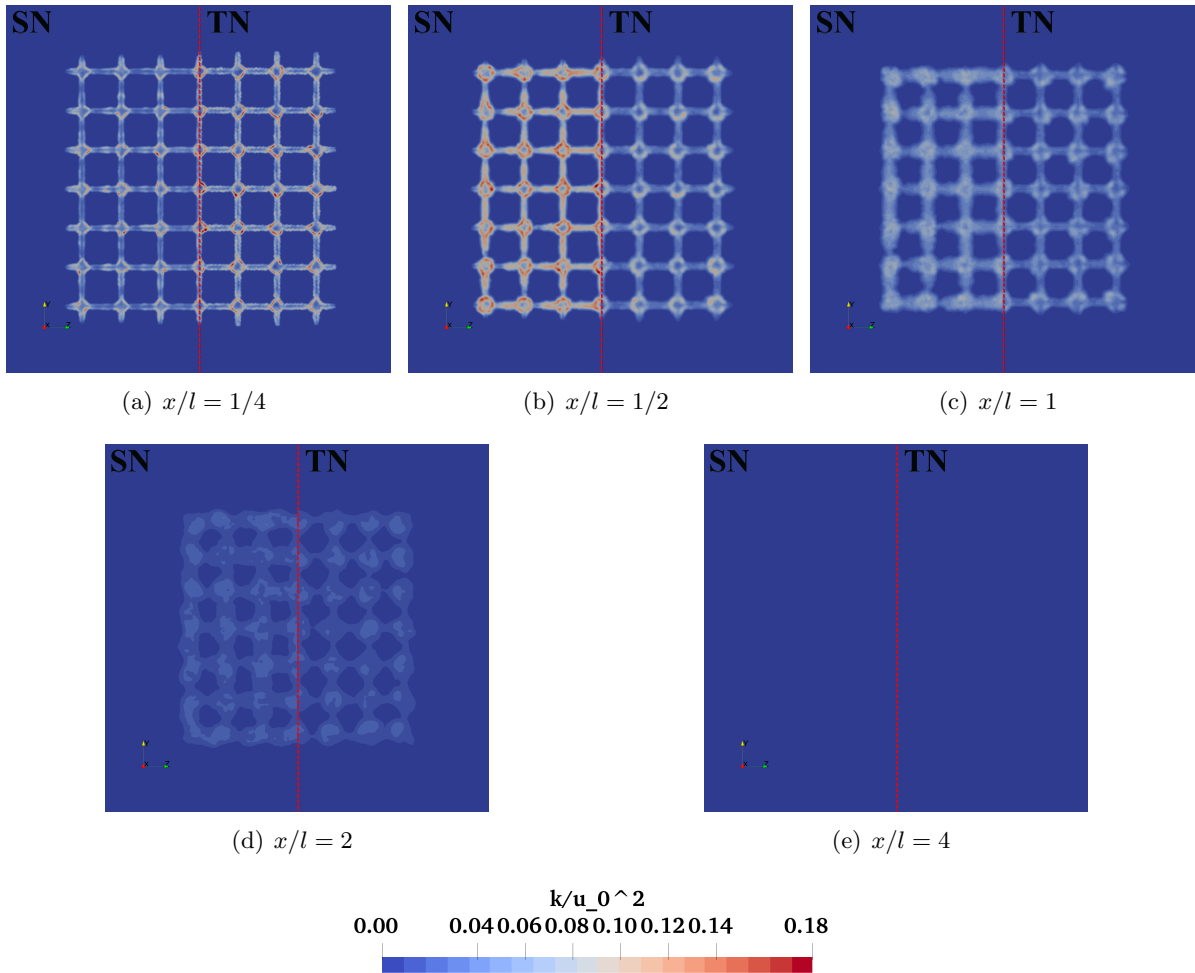 SN TN SN TN SN TN
(a) x/l = 1/4 (b) x/l = 1/2 (c) x/l = 1
SN TN SN TN
(d) x/l = 2 (e) x/l = 4
k/u_0^2
0.00 0.04 0.06 0.08 0.10 0.12 0.14 0.18